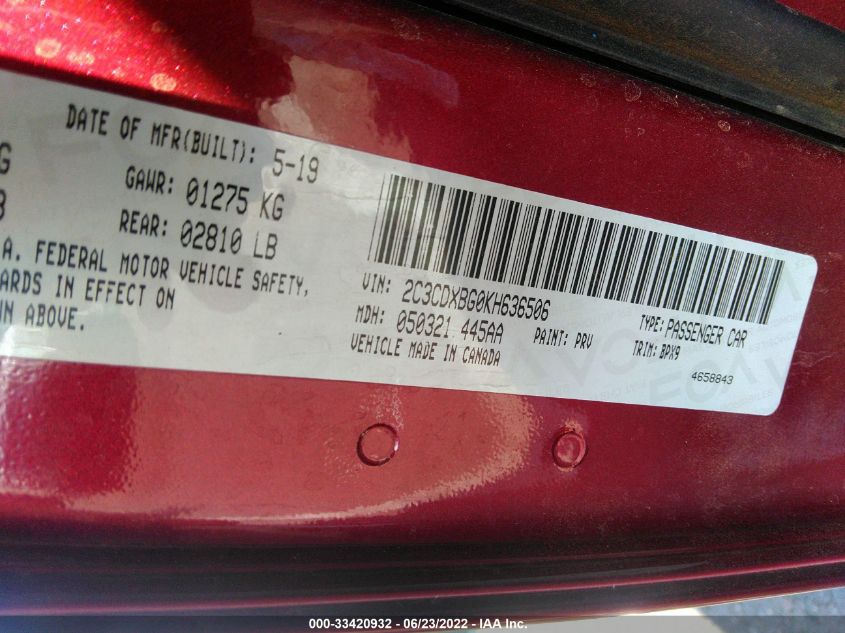 DATE OF MFR(BUILT): 5-19
G GAWR: 01275 KG
B REAR: 02810 LB
A. FEDERAL MOTOR VEHICLE SAFETY,
ARDS IN EFFECT ON
N ABOVE.
VIN: 2C3CDXBG0KH636506
TYPE: PASSENGER CAR
MDH: 050321 445AA
PAINT: PRV
TRIM: BPX9
VEHICLE MADE IN CANADA
4658843
000-33420932 - 06/23/2022 - IAA Inc.